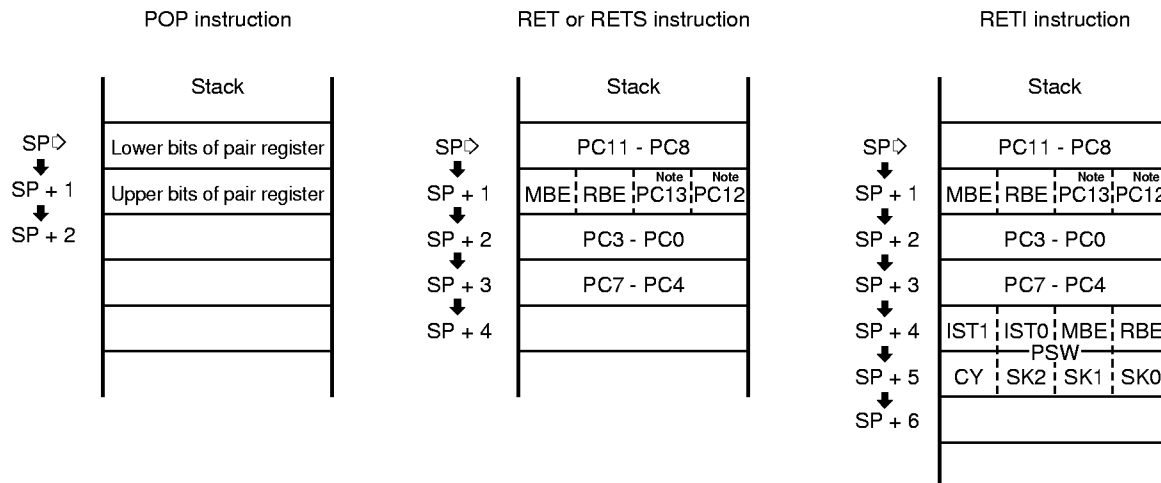 POP instruction
Stack
SP
Lower bits of pair register
SP + 1
Upper bits of pair register
SP + 2
RET or RETS instruction
Stack
SP
PC11 - PC8
SP + 1
MBE RBE PC13 Note PC12 Note
SP + 2
PC3 - PC0
SP + 3
PC7 - PC4
SP + 4
RETI instruction
Stack
SP
PC11 - PC8
SP + 1
MBE RBE PC13 Note PC12 Note
SP + 2
PC3 - PC0
SP + 3
PC7 - PC4
SP + 4
IST1 IST0 MBE RBE
PSW
SP + 5
CY SK2 SK1 SK0
SP + 6